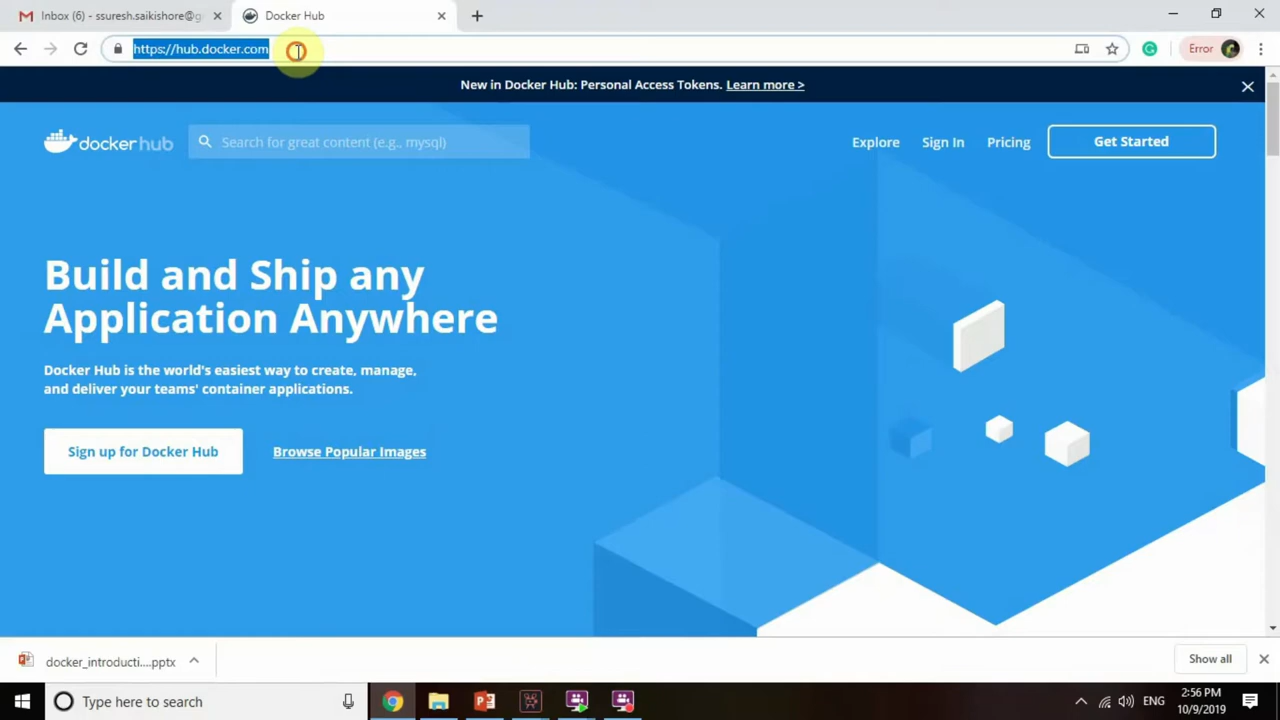 Inbox (6) - ssuresh.saikishore@g
Docker Hub
https://hub.docker.com
Error
New in Docker Hub: Personal Access Tokens. Learn more >
docker hub
Search for great content (e.g., mysql)
Explore
Sign In
Pricing
Get Started
Build and Ship any
Application Anywhere
Docker Hub is the world's easiest way to create, manage,
and deliver your teams' container applications.
Sign up for Docker Hub
Browse Popular Images
docker_introducti....pptx
Show all
Type here to search
ENG
2:56 PM
10/9/2019